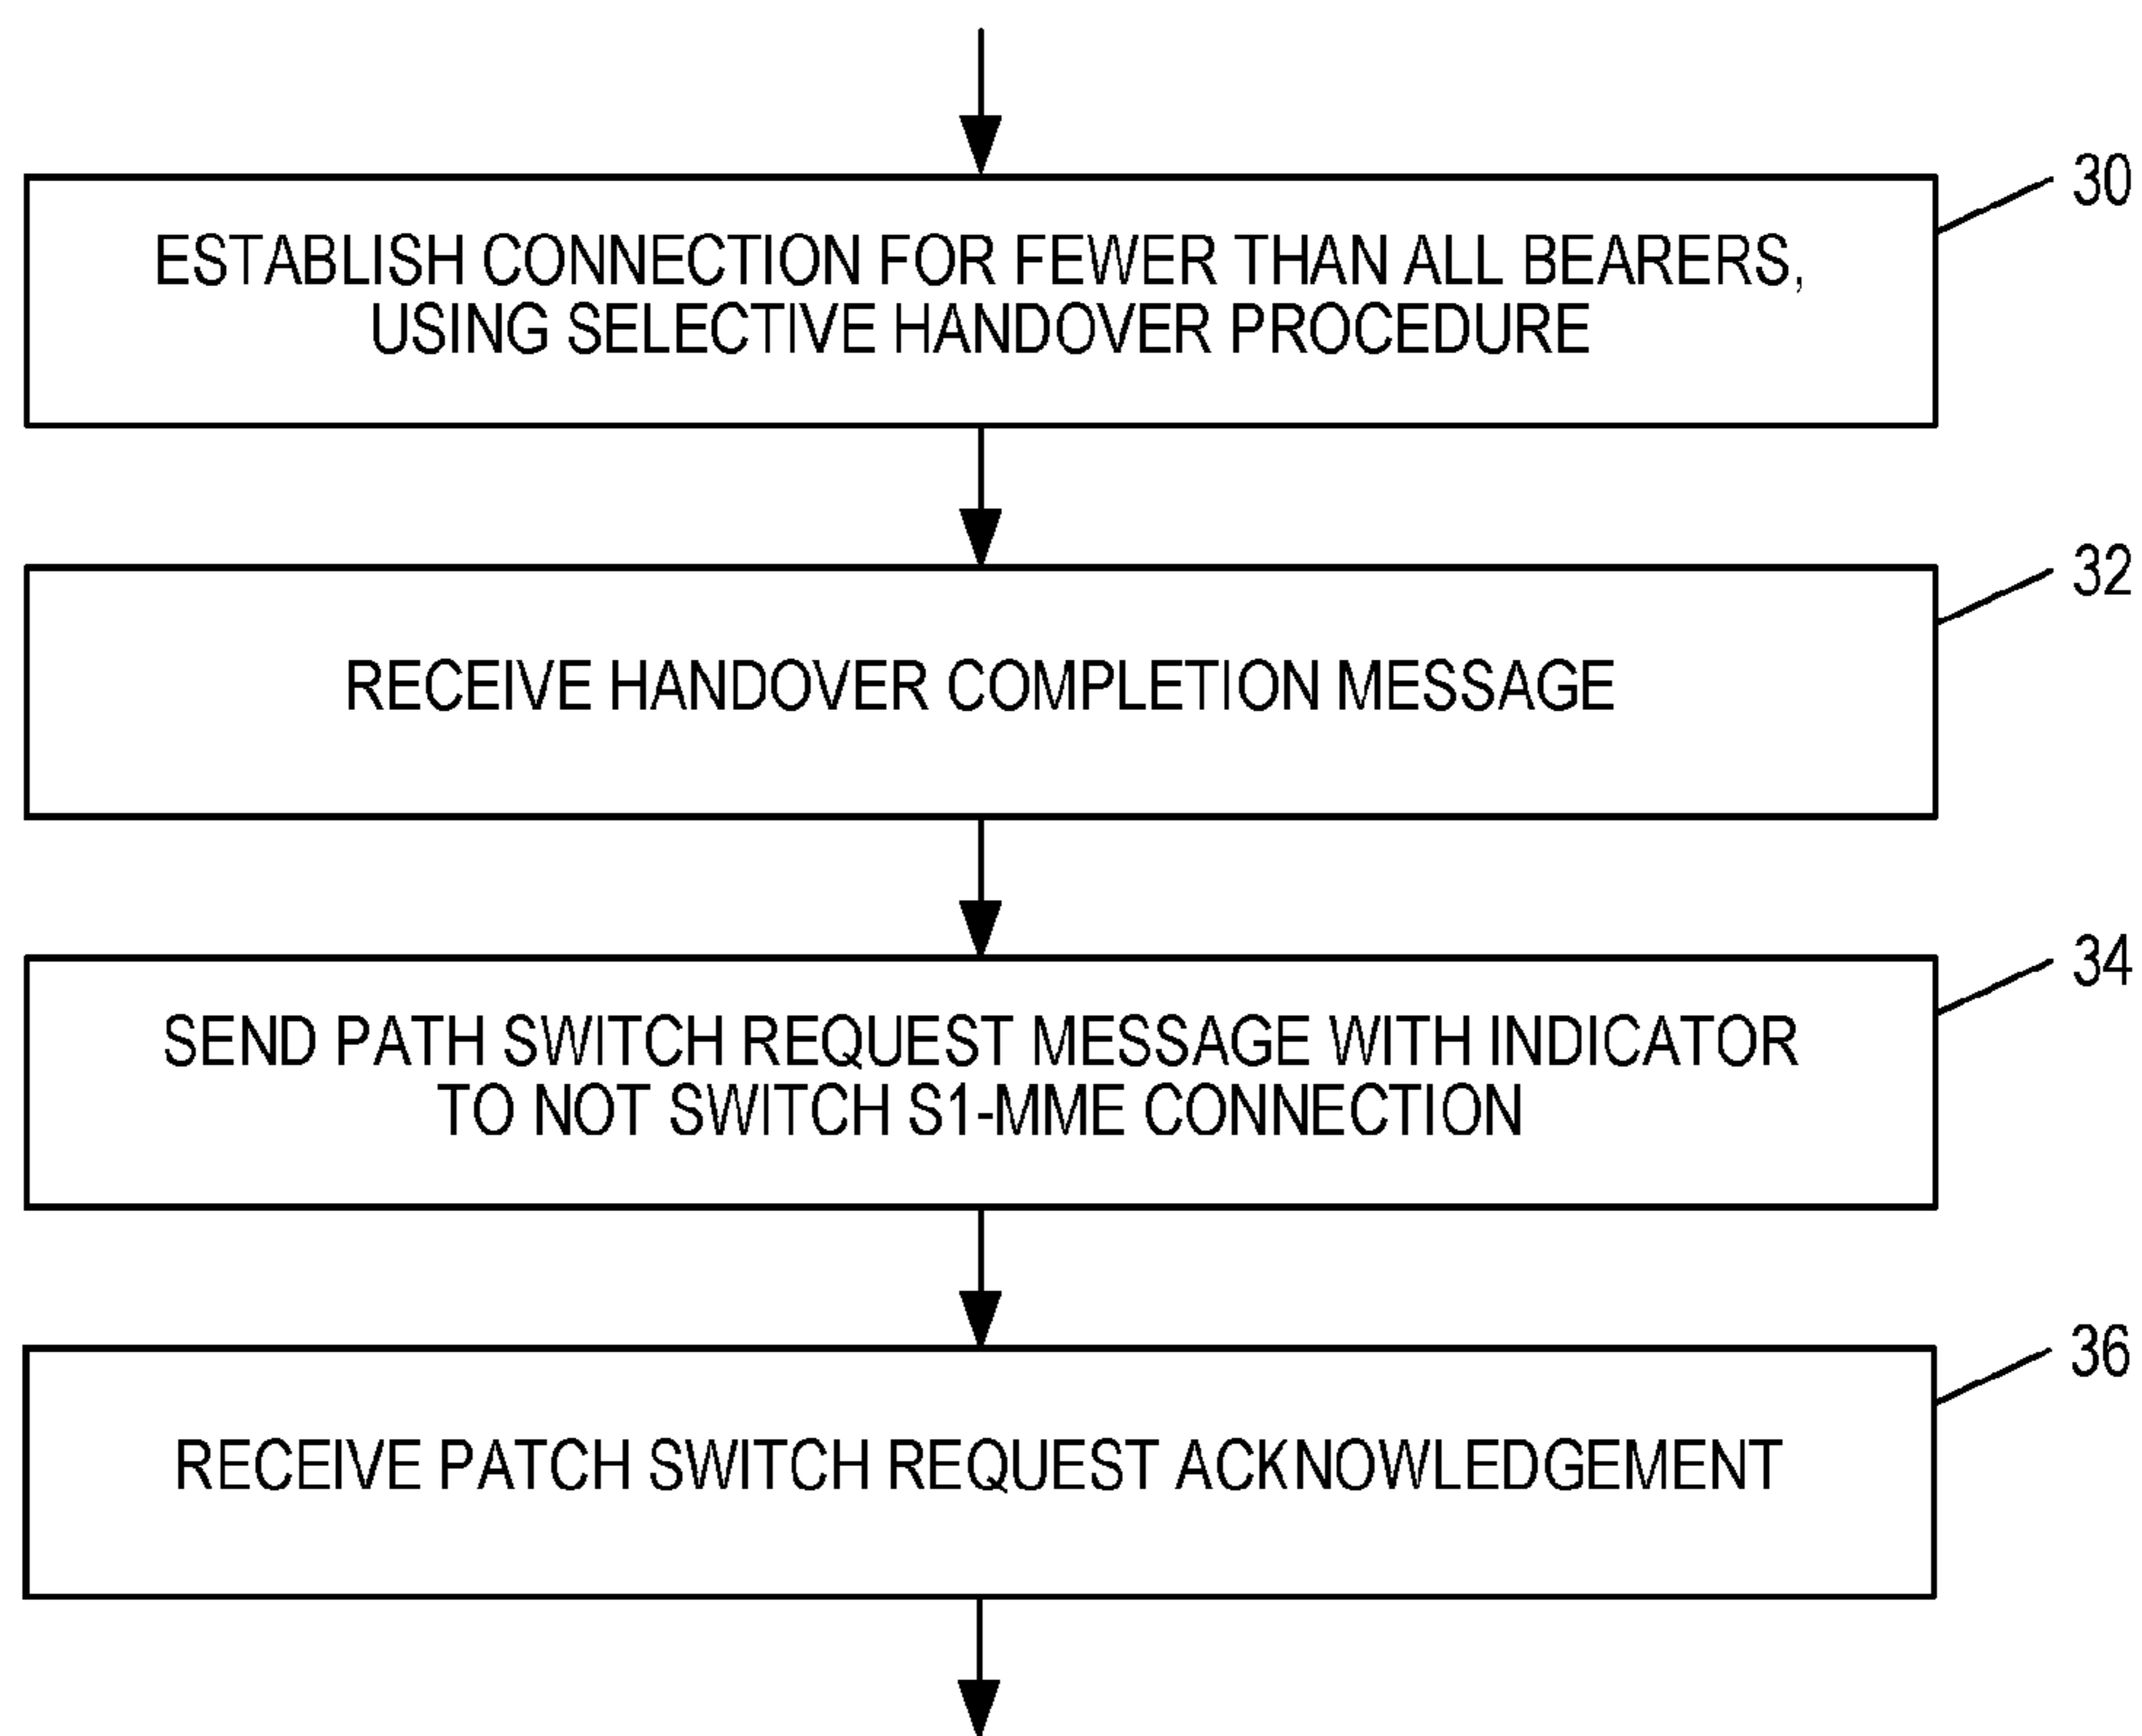 30
ESTABLISH CONNECTION FOR FEWER THAN ALL BEARERS,
USING SELECTIVE HANDOVER PROCEDURE
32
RECEIVE HANDOVER COMPLETION MESSAGE
34
SEND PATH SWITCH REQUEST MESSAGE WITH INDICATOR
TO NOT SWITCH S1-MME CONNECTION
36
RECEIVE PATCH SWITCH REQUEST ACKNOWLEDGEMENT